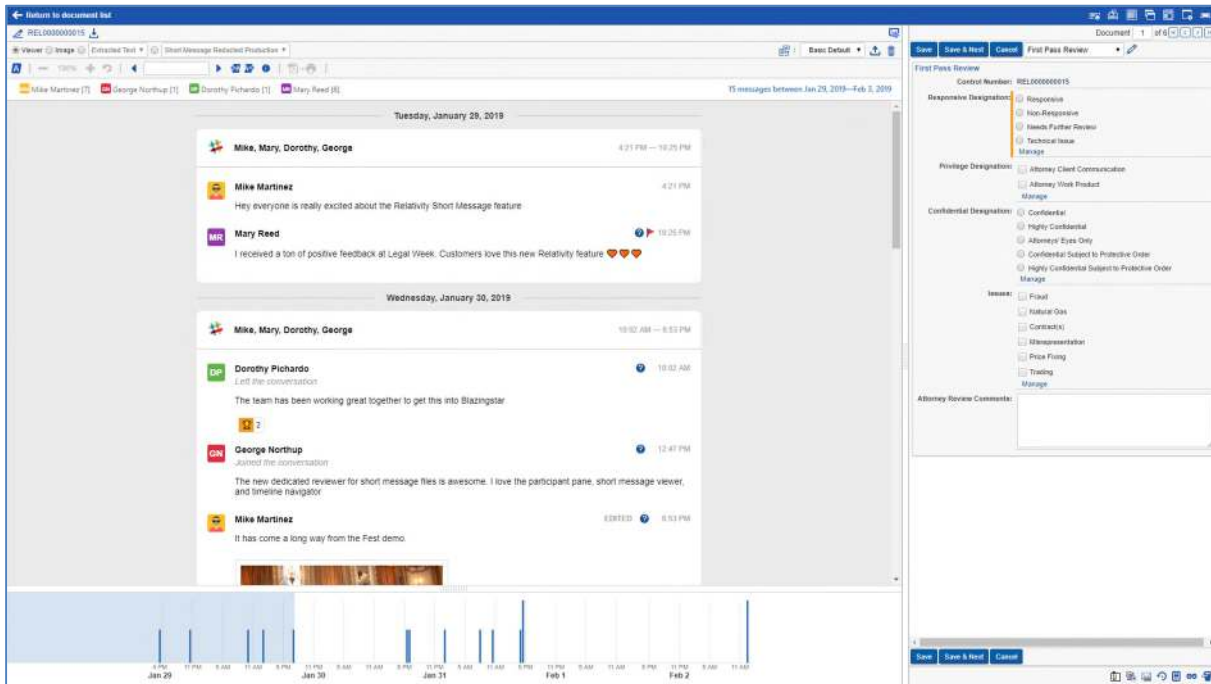 Return to document list
REL0000000015
Document 1 of 6
Viewer Image Extracted Text Short Message Redacted Production
Basic Default
Save Save & Next Cancel First Pass Review
100%
First Pass Review
Mike Martinez [7] George Northup [1] Dorothy Pichardo [1] Mary Reed [6]
15 messages between Jan 29, 2019—Feb 3, 2019
Control Number: REL0000000015
Responsive Designation: Responsive
Non-Responsive
Needs Further Review
Technical Issue
Manage
Privilege Designation: Attorney Client Communication
Attorney Work Product
Manage
Confidential Designation: Confidential
Highly Confidential
Attorneys' Eyes Only
Confidential Subject to Protective Order
Highly Confidential Subject to Protective Order
Manage
Issues: Fraud
Natural Gas
Contract(s)
Misrepresentation
Price Fixing
Trading
Manage
Attorney Review Comments:
Tuesday, January 29, 2019
Mike, Mary, Dorothy, George 4:21 PM — 10:25 PM
Mike Martinez 4:21 PM
Hey everyone is really excited about the Relativity Short Message feature
MR Mary Reed 10:25 PM
I received a ton of positive feedback at Legal Week. Customers love this new Relativity feature
Wednesday, January 30, 2019
Mike, Mary, Dorothy, George 10:02 AM — 8:53 PM
DP Dorothy Pichardo 10:02 AM
Left the conversation
The team has been working great together to get this into Blazingstar
2
GN George Northup 12:47 PM
Joined the conversation
The new dedicated reviewer for short message files is awesome. I love the participant pane, short message viewer,
and timeline navigator
Mike Martinez EDITED 8:53 PM
It has come a long way from the Fest demo.
Jan 29 Jan 30 Jan 31 Feb 1 Feb 2
Save Save & Next Cancel